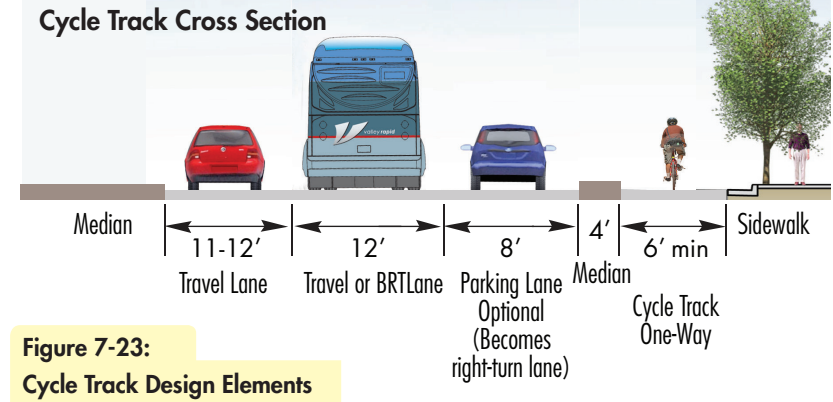 Cycle Track Cross Section
valley rapid
Median
11-12′
Travel Lane
12′
Travel or BRTLane
8′
Parking Lane
Optional
(Becomes
right-turn lane)
4′
Median
6′ min
Cycle Track
One-Way
Sidewalk
Figure 7-23:
Cycle Track Design Elements